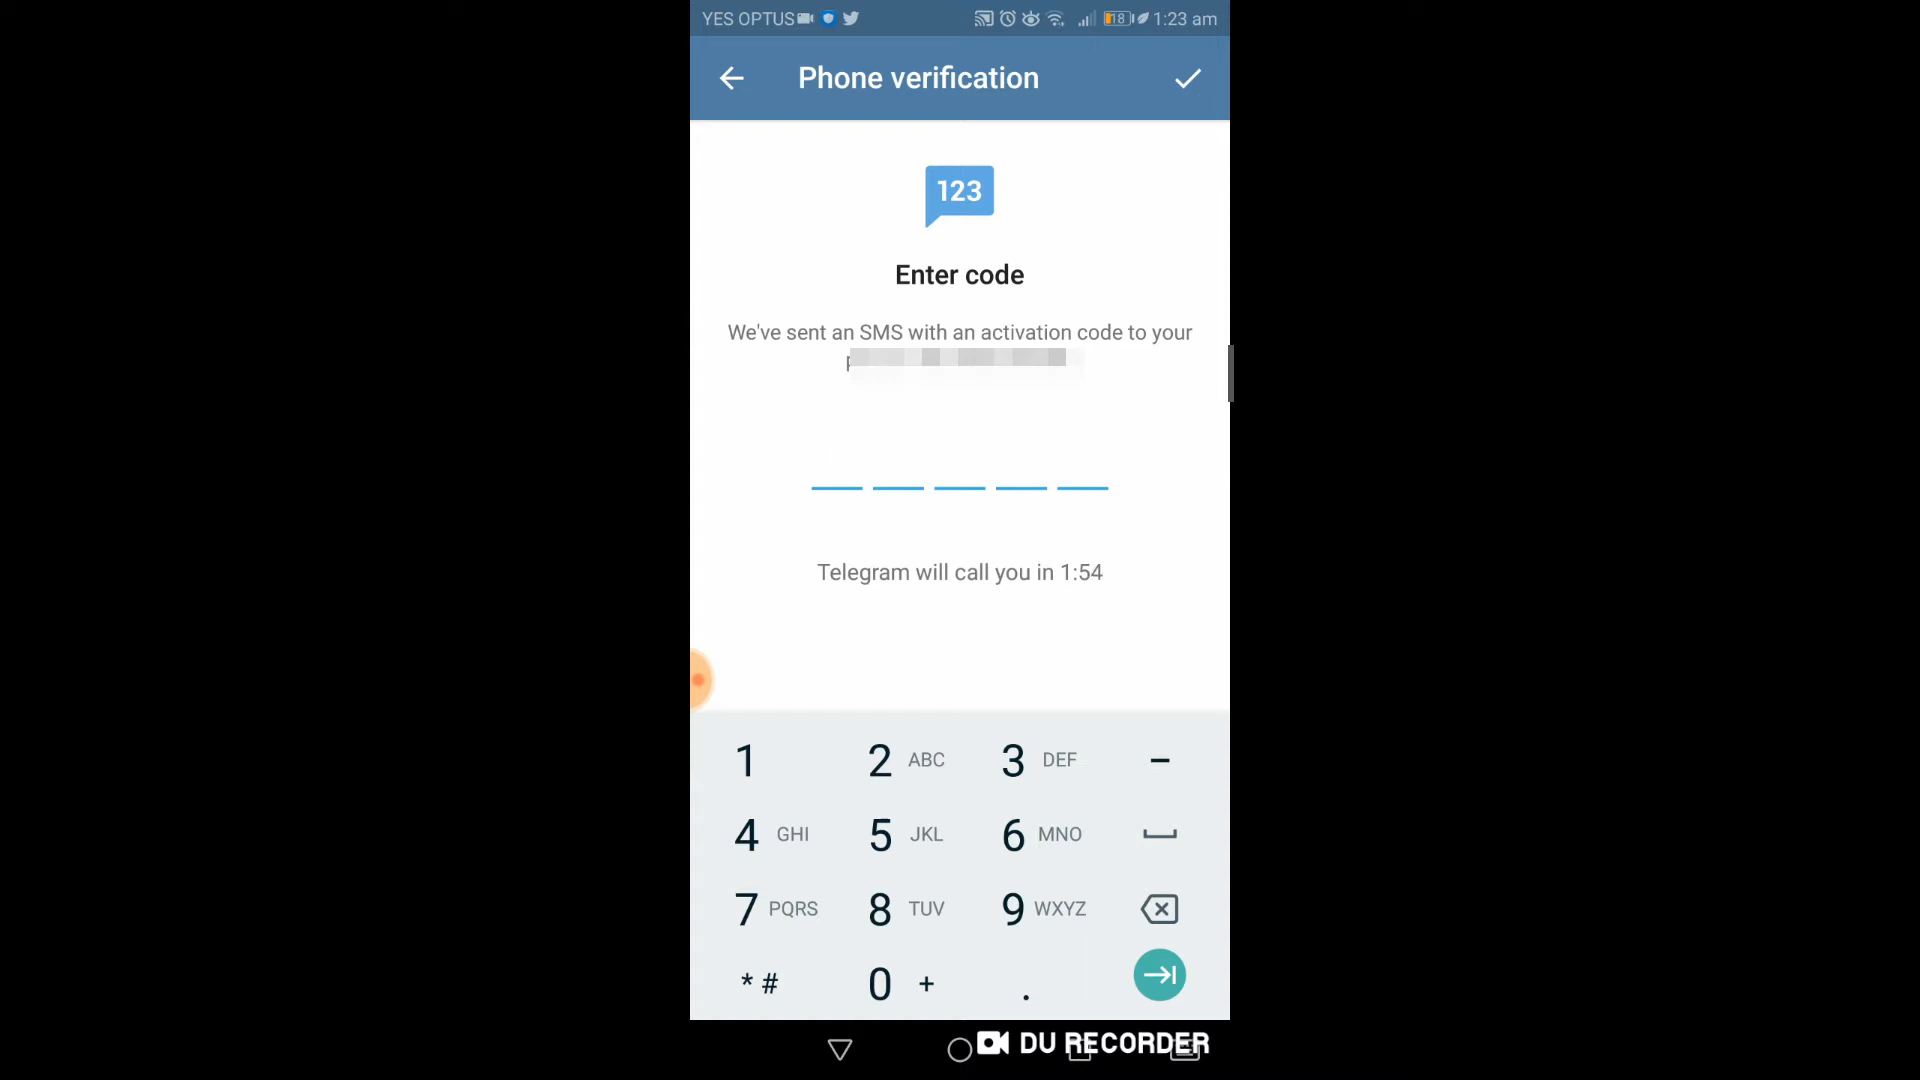 YES OPTUS
18 1:23 am
Phone verification
123
Enter code
We've sent an SMS with an activation code to your
Telegram will call you in 1:54
1
2 ABC
3 DEF
-
4 GHI
5 JKL
6 MNO
7 PQRS
8 TUV
9 WXYZ
* #
0 +
.
DU RECORDER